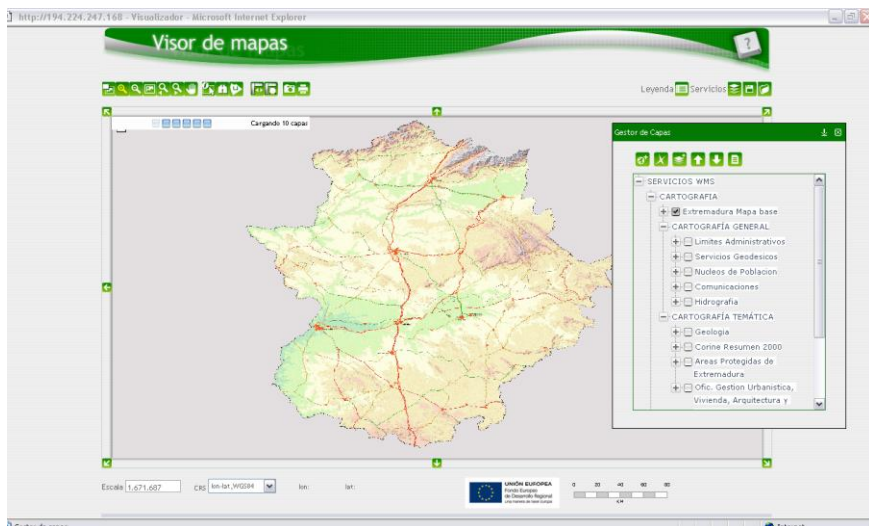 http://194.224.247.168 - Visualizador - Microsoft Internet Explorer
Visor de mapas
?
Leyenda Servicios
Cargando 10 capas
Gestor de Capas
SERVICIOS WMS
CARTOGRAFIA
Extremadura Mapa base
CARTOGRAFÍA GENERAL
Limites Administrativos
Servicios Geodesicos
Nucleos de Poblacion
Comunicaciones
Hidrografia
CARTOGRAFÍA TEMÁTICA
Geologia
Corine Resumen 2000
Areas Protegidas de
Extremadura
Ofic. Gestion Urbanistica,
Vivienda, Arquitectura y
Escala 1.671.687 CRS lon-lat_WGS84 lon: lat:
UNIÓN EUROPEA
Fondo Europeo
de Desarrollo Regional
0 20 40 60 80
KM
Internet